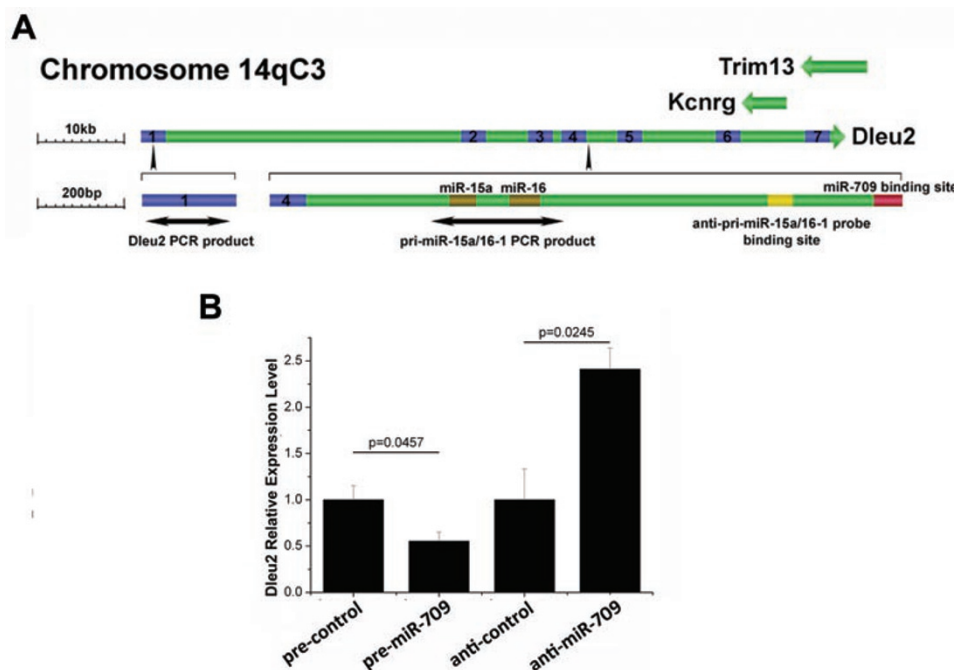 A
Chromosome 14qC3
Trim13
Kcnrg
10kb
1 2 3 4 5 6 7 Dleu2
200bp
miR-15a miR-16 miR-709 binding site
1 4
Dleu2 PCR product
pri-miR-15a/16-1 PCR product
anti-pri-miR-15a/16-1 probe
binding site
B
Dleu2 Relative Expression Level
p=0.0245
2.5
2.0
p=0.0457
1.5
1.0
0.5
0.0
pre-control pre-miR-709 anti-control anti-miR-709